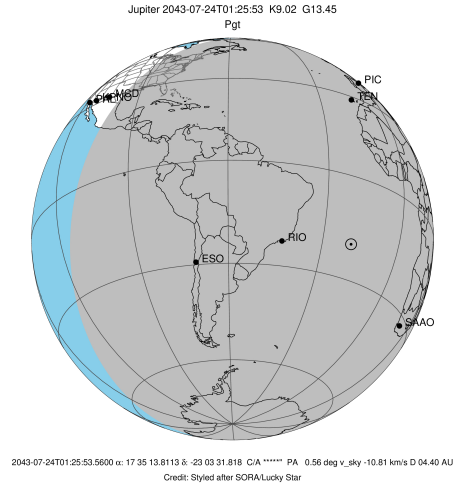 Jupiter 2043-07-24T01:25:53 K9.02 G13.45
Pgt
PIC
TEN
MSD
RIO
ESO
SAAO
2043-07-24T01:25:53.5600 α: 17 35 13.8113 δ: -23 03 31.818 C/A *****" PA 0.56 deg v_sky -10.81 km/s D 04.40 AU
Credit: Styled after SORA/Lucky Star